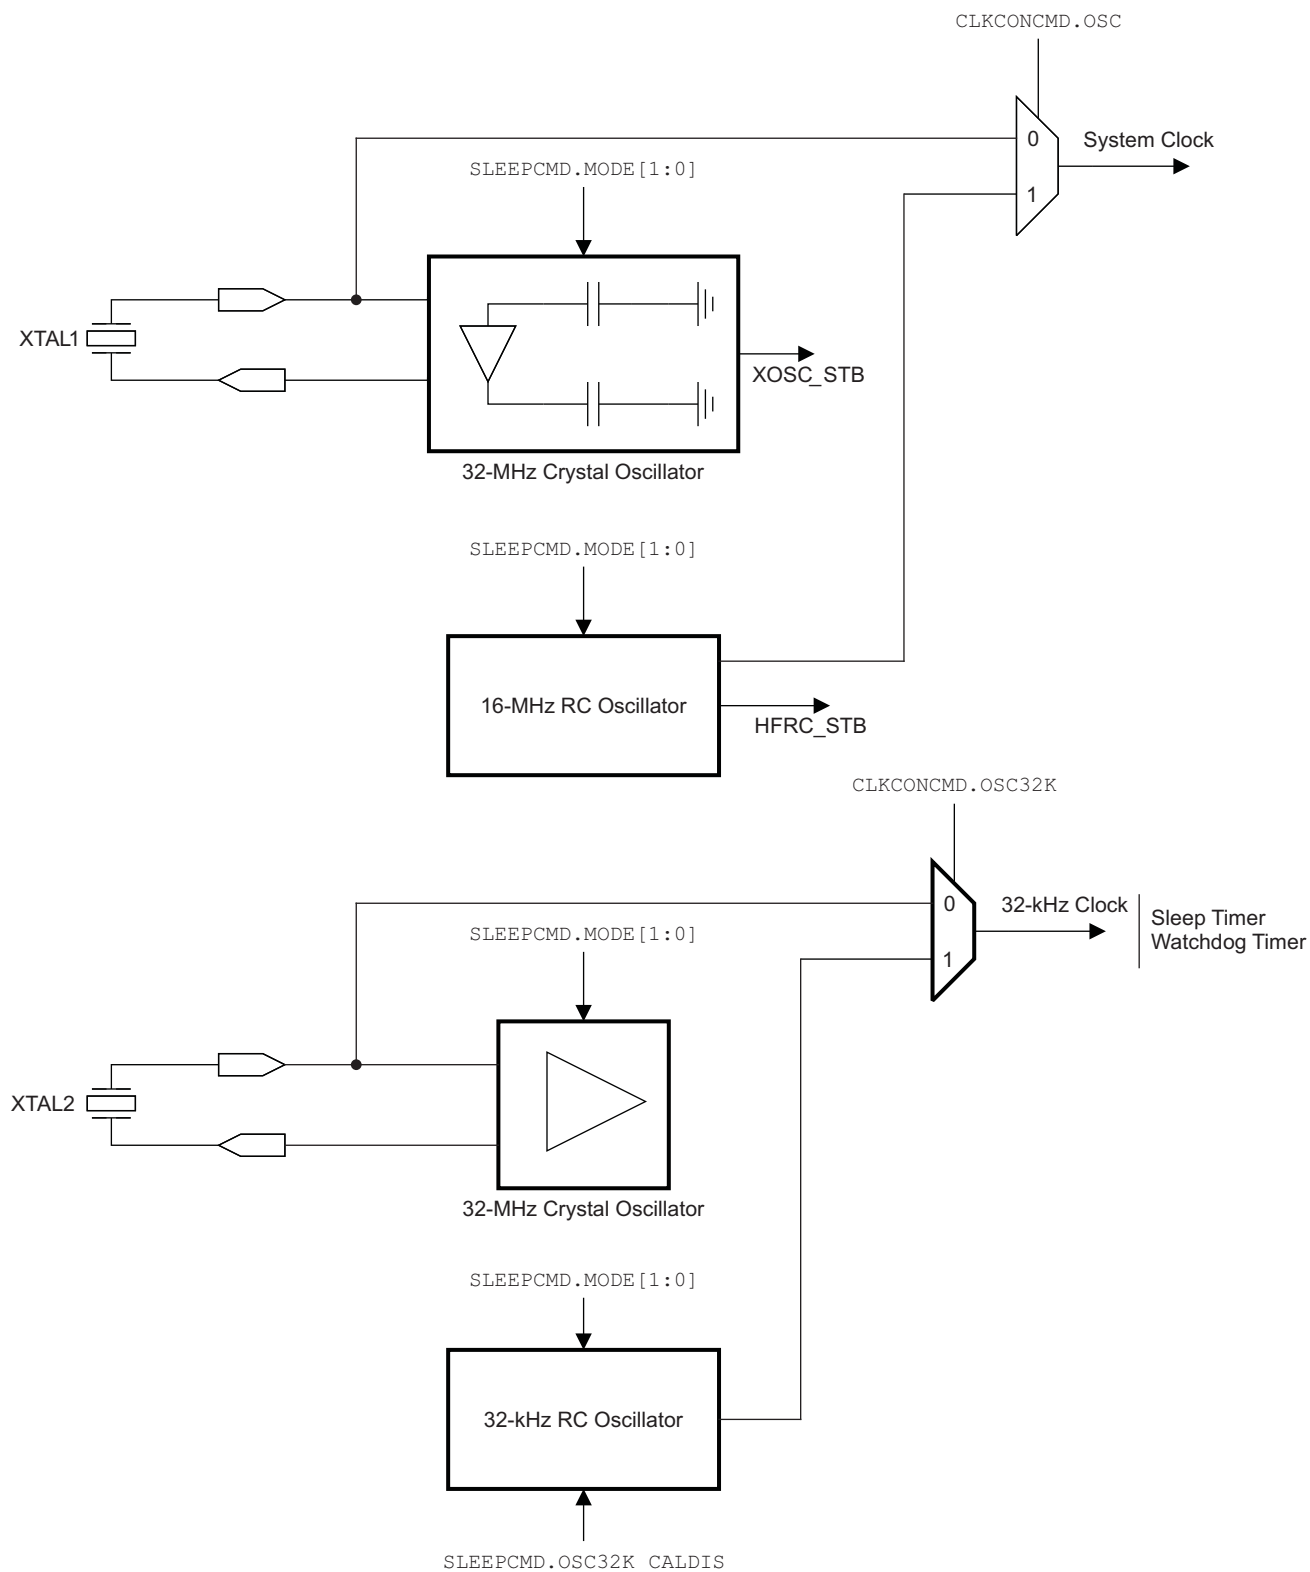 CLKCONCMD.OSC
0
System Clock
SLEEPCMD.MODE[1:0]
1
XTAL1
XOSC_STB
32-MHz Crystal Oscillator
SLEEPCMD.MODE[1:0]
16-MHz RC Oscillator
HFRC_STB
CLKCONCMD.OSC32K
0
32-kHz Clock
Sleep Timer
Watchdog Timer
SLEEPCMD.MODE[1:0]
1
XTAL2
32-MHz Crystal Oscillator
SLEEPCMD.MODE[1:0]
32-kHz RC Oscillator
SLEEPCMD.OSC32K CALDIS